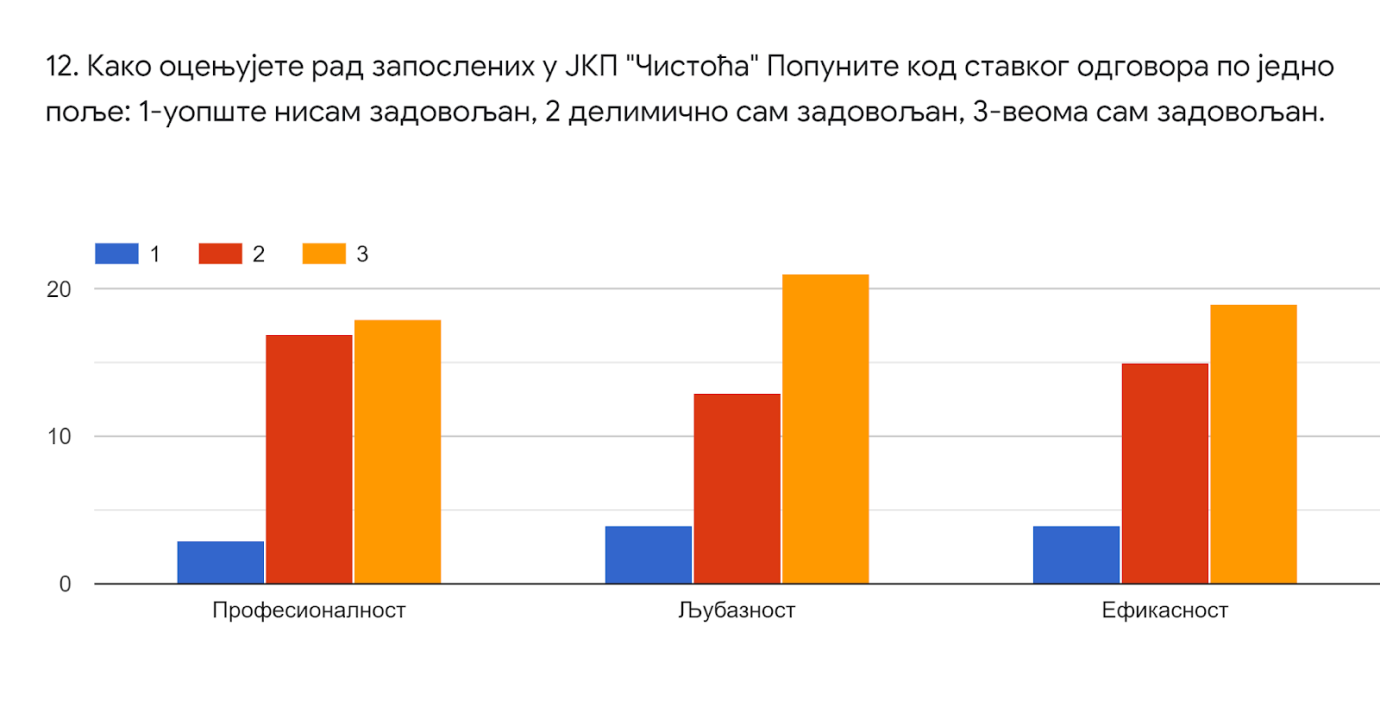 12. Како оцењујете рад запослених у ЈКП "Чистоћа" Попуните код ставког одговора по једно
поље: 1-уопште нисам задовољан, 2 делимично сам задовољан, 3-веома сам задовољан.
1 2 3
20
10
0
Професионалност Љубазност Ефикасност